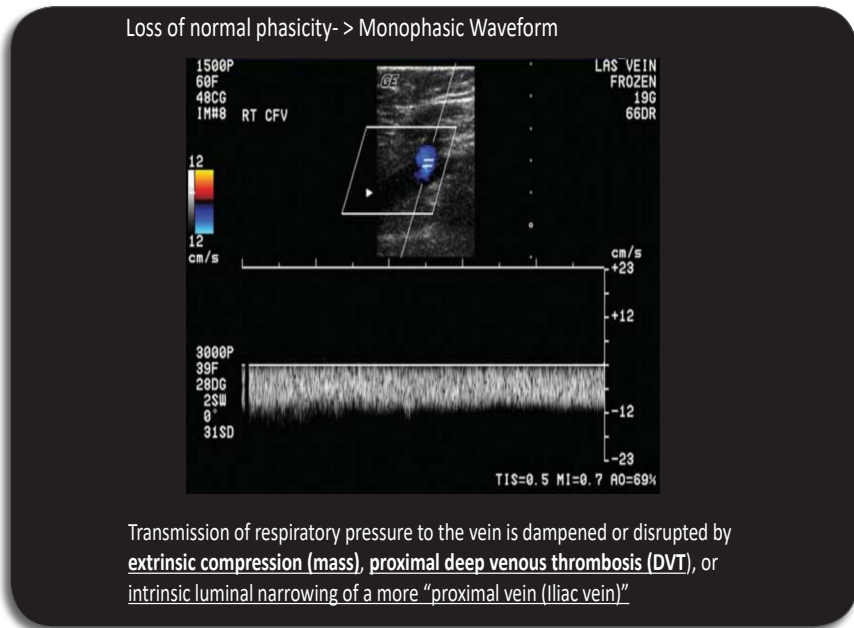 Loss of normal phasicity- > Monophasic Waveform
1500P
60F
48CG
IM#8 RT CFV
GE
LAS VEIN
FROZEN
19G
66DR
12
12
cm/s
cm/s
+23
+12
-12
-23
3000P
39F
28DG
2SW
0°
31SD
TIS=0.5 MI=0.7 AO=69%
Transmission of respiratory pressure to the vein is dampened or disrupted by
extrinsic compression (mass), proximal deep venous thrombosis (DVT), or
intrinsic luminal narrowing of a more “proximal vein (Iliac vein)”